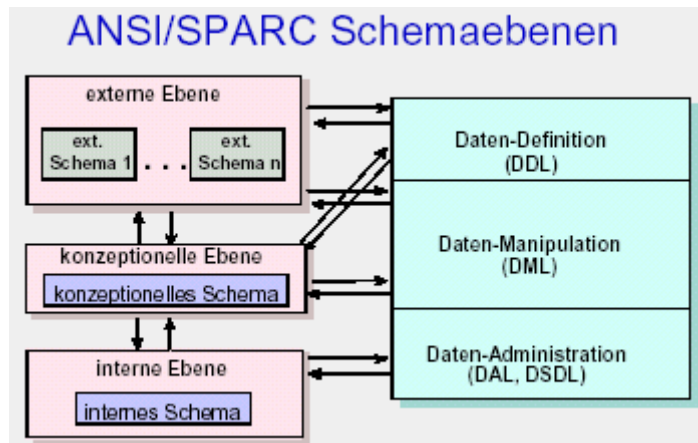 ANSI/SPARC Schemaebenen
externe Ebene
ext.
Schema 1
. . .
ext.
Schema n
konzeptionelle Ebene
konzeptionelles Schema
interne Ebene
internes Schema
Daten-Definition
(DDL)
Daten-Manipulation
(DML)
Daten-Administration
(DAL, DSDL)